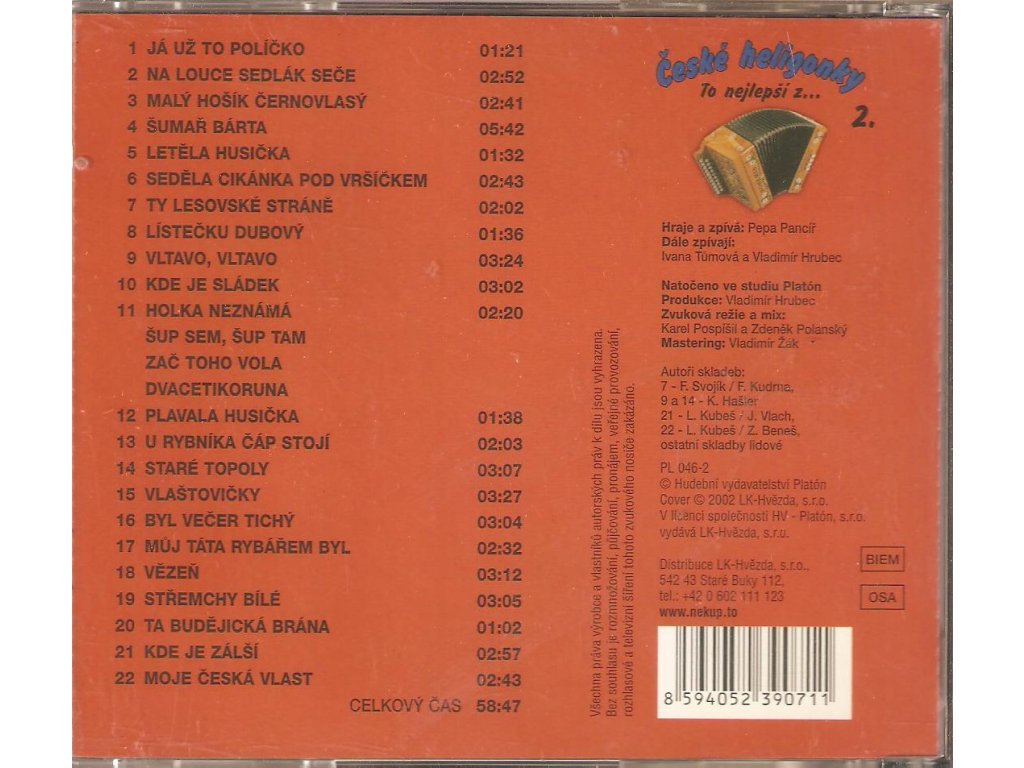 1 JÁ UŽ TO POLÍČKO 01:21
2 NA LOUCE SEDLÁK SEČE 02:52
3 MALÝ HOŠÍK ČERNOVLASÝ 02:41
4 ŠUMAŘ BÁRTA 05:42
5 LETĚLA HUSIČKA 01:32
6 SEDĚLA CIKÁNKA POD VRŠÍČKEM 02:43
7 TY LESOVSKÉ STRÁNĚ 02:02
8 LÍSTEČKU DUBOVÝ 01:36
9 VLTAVO, VLTAVO 03:24
10 KDE JE SLÁDEK 03:02
11 HOLKA NEZNÁMÁ 02:20
ŠUP SEM, ŠUP TAM
ZAČ TOHO VOLA
DVACETIKORUNA
12 PLAVALA HUSIČKA 01:38
13 U RYBNÍKA ČÁP STOJÍ 02:03
14 STARÉ TOPOLY 03:07
15 VLAŠTOVIČKY 03:27
16 BYL VEČER TICHÝ 03:04
17 MŮJ TÁTA RYBÁŘEM BYL 02:32
18 VĚZEŇ 03:12
19 STŘEMCHY BÍLÉ 03:05
20 TA BUDĚJICKÁ BRÁNA 01:02
21 KDE JE ZÁLŠÍ 02:57
22 MOJE ČESKÁ VLAST 02:43
CELKOVÝ ČAS 58:47
Všechna práva výrobce a vlastníků autorských práv k dílu jsou vyhrazena.
Bez souhlasu je rozmnožování, půjčování, pronájem, veřejné provozování,
rozhlasové a televizní šíření tohoto zvukového nosiče zakázáno.
České heligonky
To nejlepší z...
2.
Hraje a zpívá: Pepa Pancíř
Dále zpívají:
Ivana Tůmová a Vladimír Hrubec
Natočeno ve studiu Platón
Produkce: Vladimír Hrubec
Zvuková režie a mix:
Karel Pospíšil a Zdeněk Polanský
Mastering: Vladimír Žák
Autoři skladeb:
7 - F. Svojík / F. Kudrna,
9 a 14 - K. Hašler
21 - L. Kubeš / J. Vlach,
22 - L. Kubeš / Z. Beneš,
ostatní skladby lidové
PL 046-2
© Hudební vydavatelství Platón
Cover © 2002 LK-Hvězda, s.r.o.
V licenci společnosti HV - Platón, s.r.o.
vydává LK-Hvězda, s.r.o.
Distribuce LK-Hvězda, s.r.o.,
542 43 Staré Buky 112,
tel.: +42 0 602 111 123
www.nekup.to
BIEM
OSA
8 594052 390711